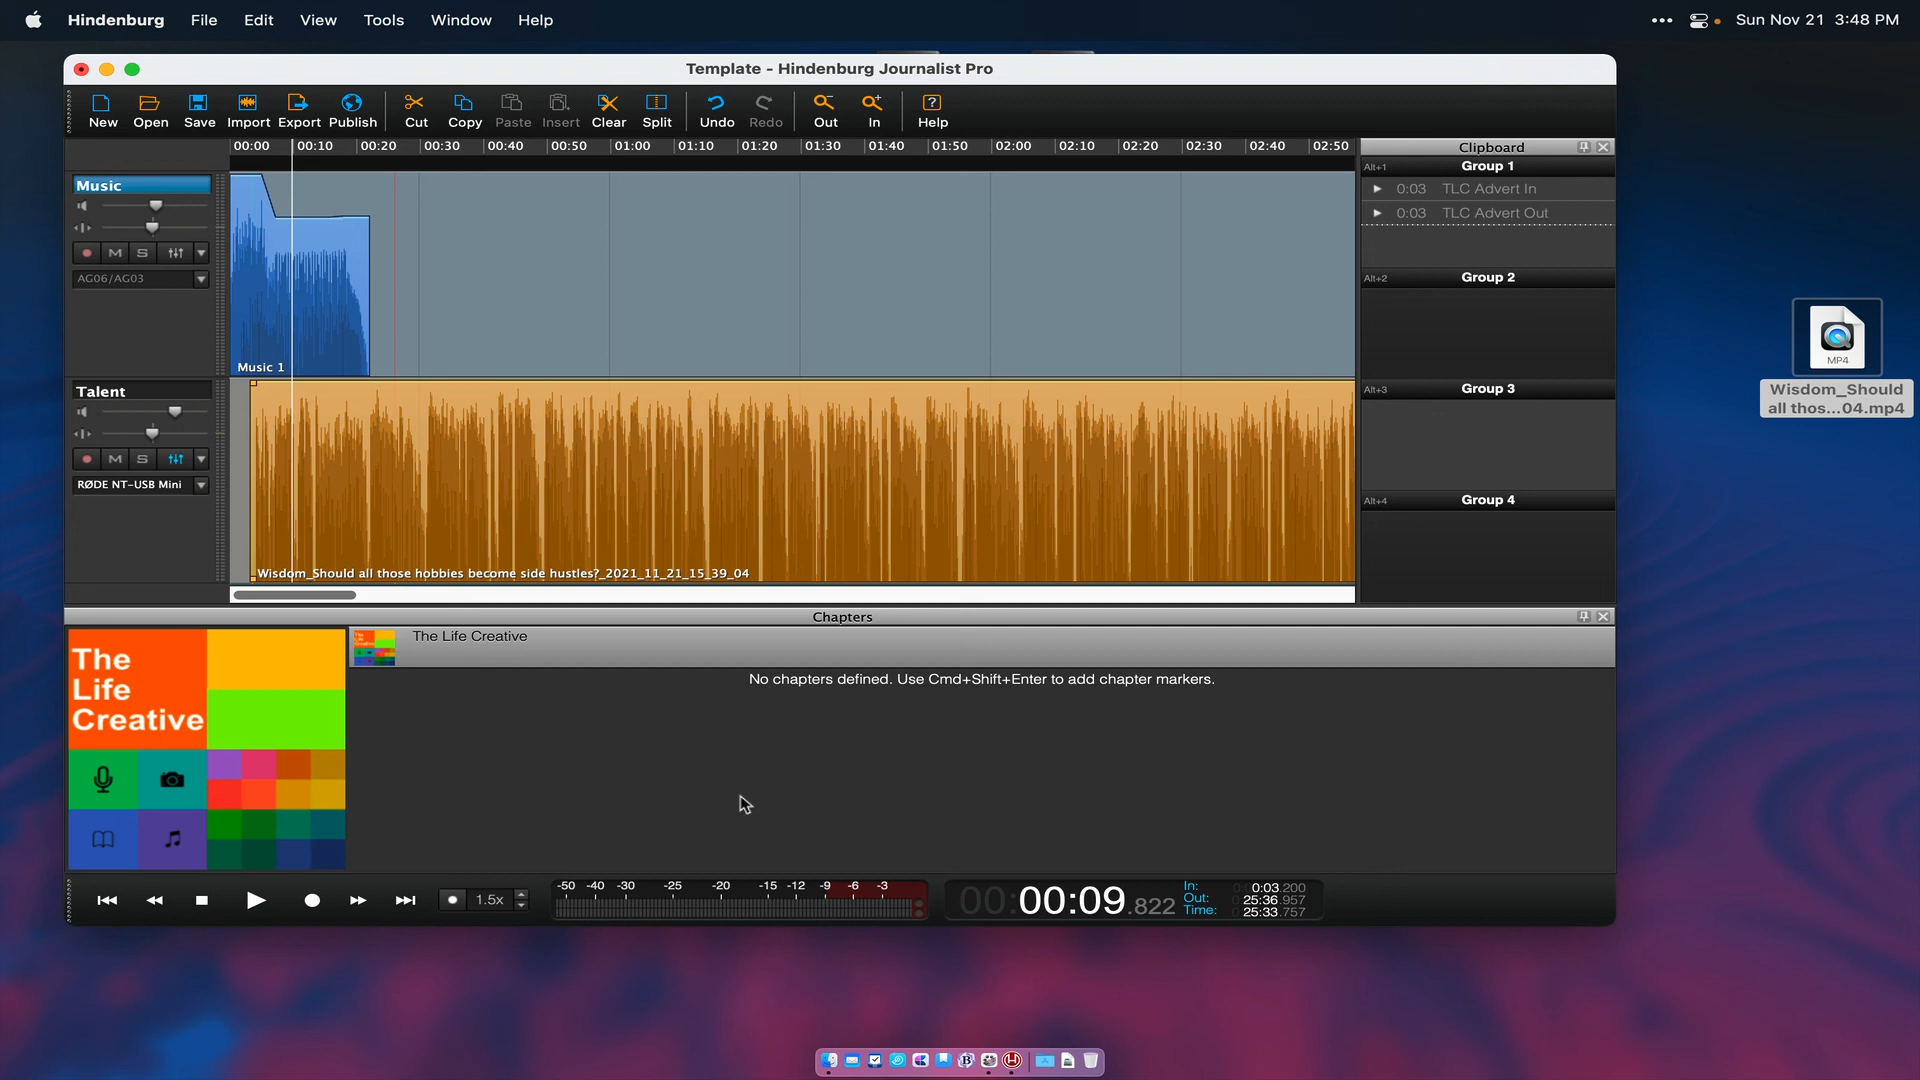 Hindenburg File Edit View Tools Window Help
Sun Nov 21 3:48 PM
Template - Hindenburg Journalist Pro
New Open Save Import Export Publish Cut Copy Paste Insert Clear Split Undo Redo Out In Help
00:00 00:10 00:20 00:30 00:40 00:50 01:00 01:10 01:20 01:30 01:40 01:50 02:00 02:10 02:20 02:30 02:40 02:50
Clipboard
Alt+1 Group 1
0:03 TLC Advert In
0:03 TLC Advert Out
Alt+2 Group 2
Alt+3 Group 3
Alt+4 Group 4
Music
M S
AG06/AG03
Music 1
Talent
M S
RØDE NT-USB Mini
Wisdom_Should all those hobbies become side hustles?_2021_11_21_15_39_04
MP4
Wisdom_Should
all thos...04.mp4
Chapters
The Life Creative
No chapters defined. Use Cmd+Shift+Enter to add chapter markers.
The
Life
Creative
1.5x
-50 -40 -30 -25 -20 -15 -12 -9 -6 -3
00:00:09.822
In: 0:0:03.200
Out: 25:36.957
Time: 25:33.757